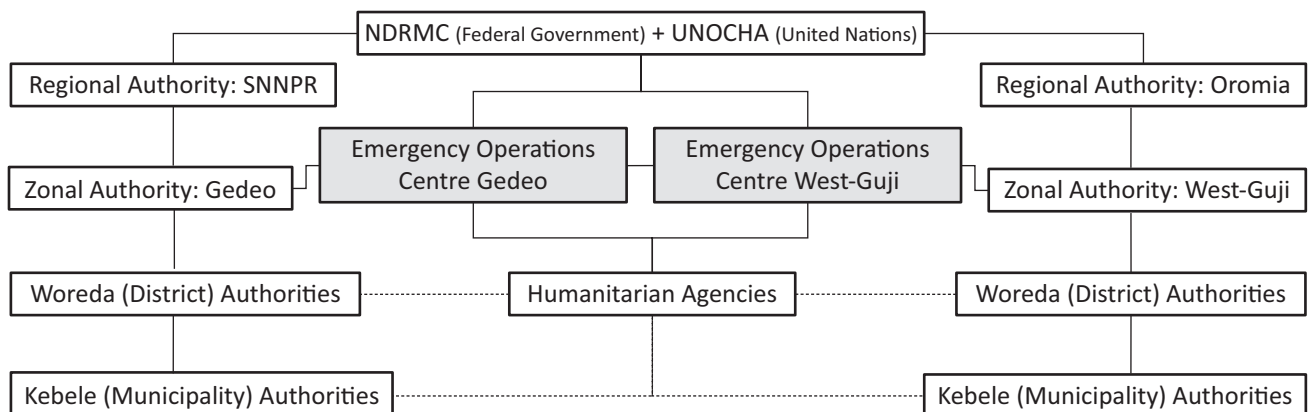 NDRMC (Federal Government) + UNOCHA (United Nations)
Regional Authority: SNNPR
Regional Authority: Oromia
Emergency Operations
Centre Gedeo
Emergency Operations
Centre West-Guji
Zonal Authority: Gedeo
Zonal Authority: West-Guji
Woreda (District) Authorities
Humanitarian Agencies
Woreda (District) Authorities
Kebele (Municipality) Authorities
Kebele (Municipality) Authorities